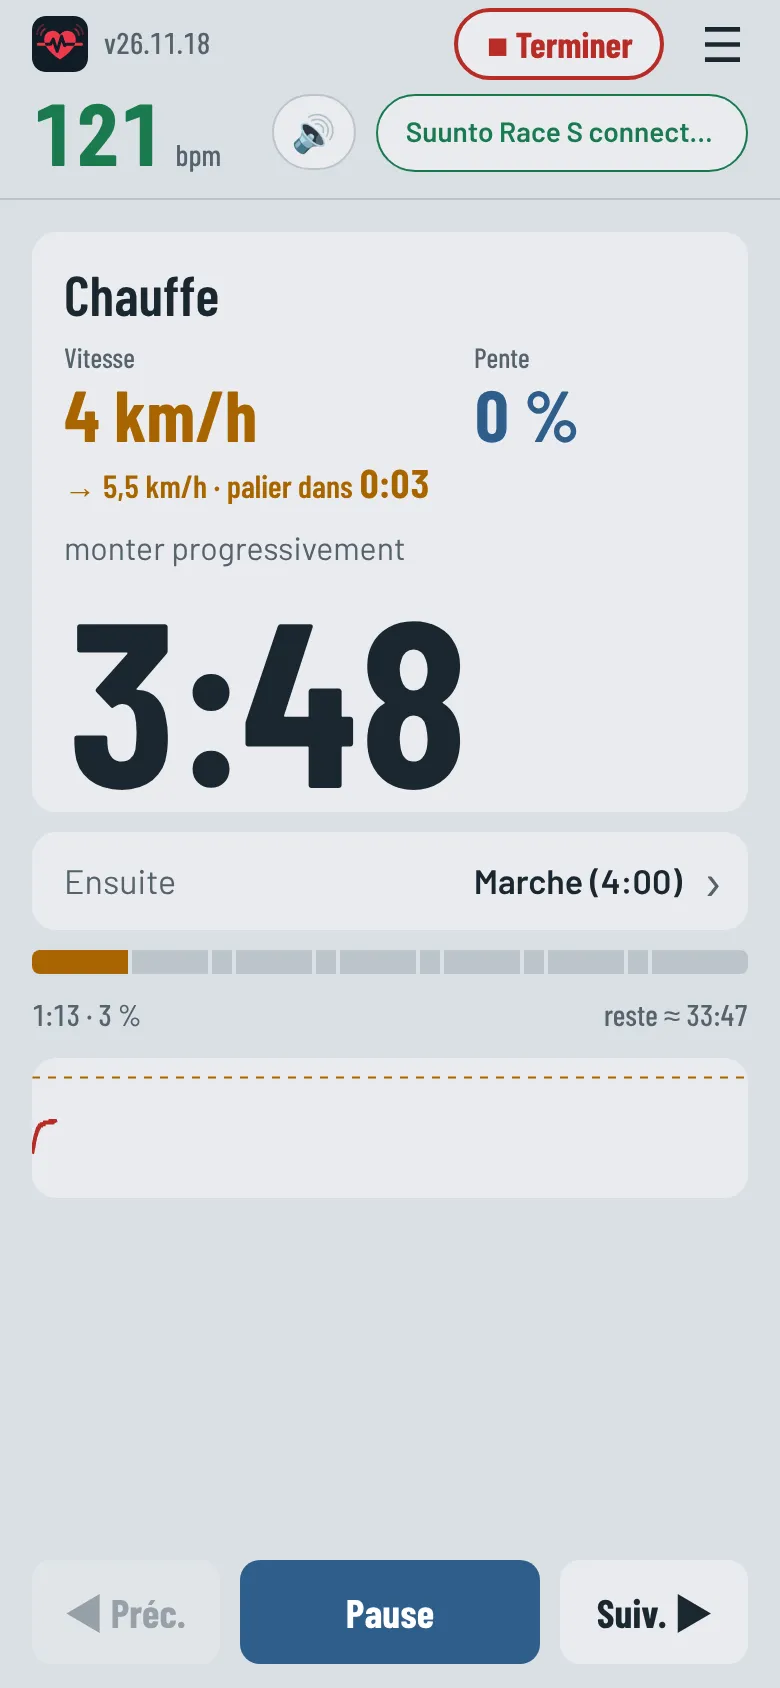 v26.11.18
■ Terminer
☰
121 bpm
🔊
Suunto Race S connect...
Chauffe
Vitesse
Pente
4 km/h
0 %
→ 5,5 km/h · palier dans 0:03
monter progressivement
3:48
Ensuite
Marche (4:00) ›
1:13 · 3 %
reste ≈ 33:47
◀ Préc.
Pause
Suiv. ▶